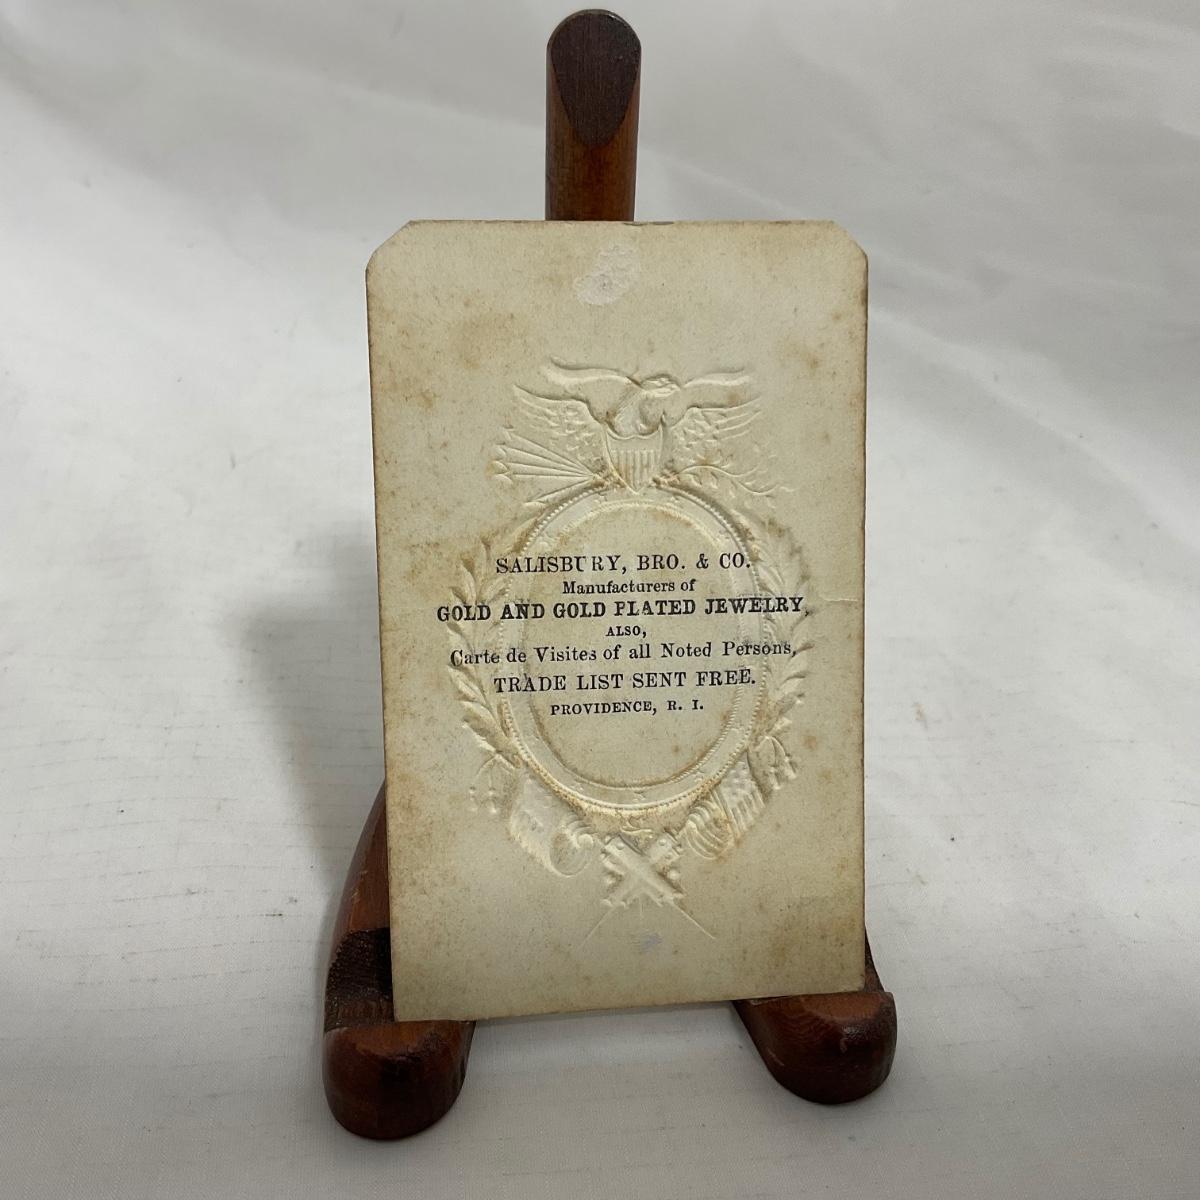 SALISBURY, BRO. & CO.
Manufacturers of
GOLD AND GOLD PLATED JEWELRY,
ALSO,
Carte de Visites of all Noted Persons,
TRADE LIST SENT FREE.
PROVIDENCE, R. I.